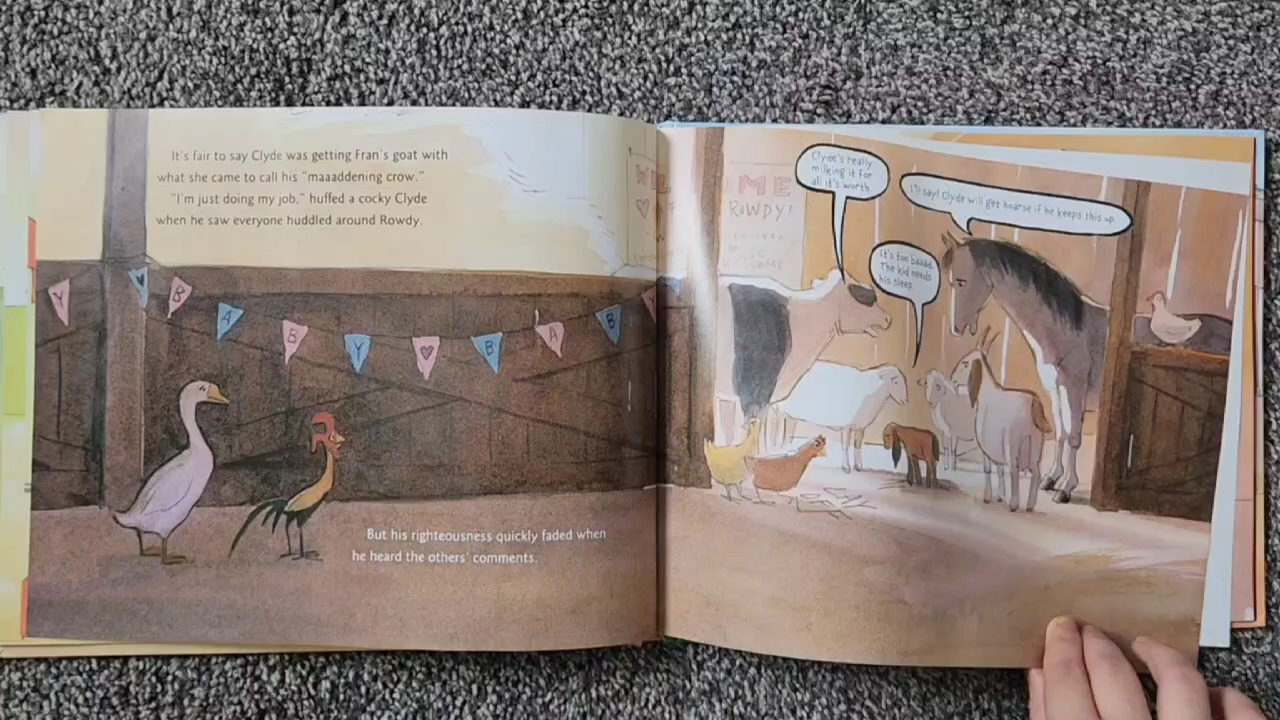 It's fair to say Clyde was getting Fran's goat with
what she came to call his "maaaddening crow."
"I'm just doing my job," huffed a cocky Clyde
when he saw everyone huddled around Rowdy.
Y ♥ B A B Y ♥ B A B
But his righteousness quickly faded when
he heard the others' comments.
WEL ME
ROWDY!
Clyde's really
milking it for
all it's worth.
I'll say! Clyde will get hoarse if he keeps this up.
It's too baaad.
The kid needs
his sleep.